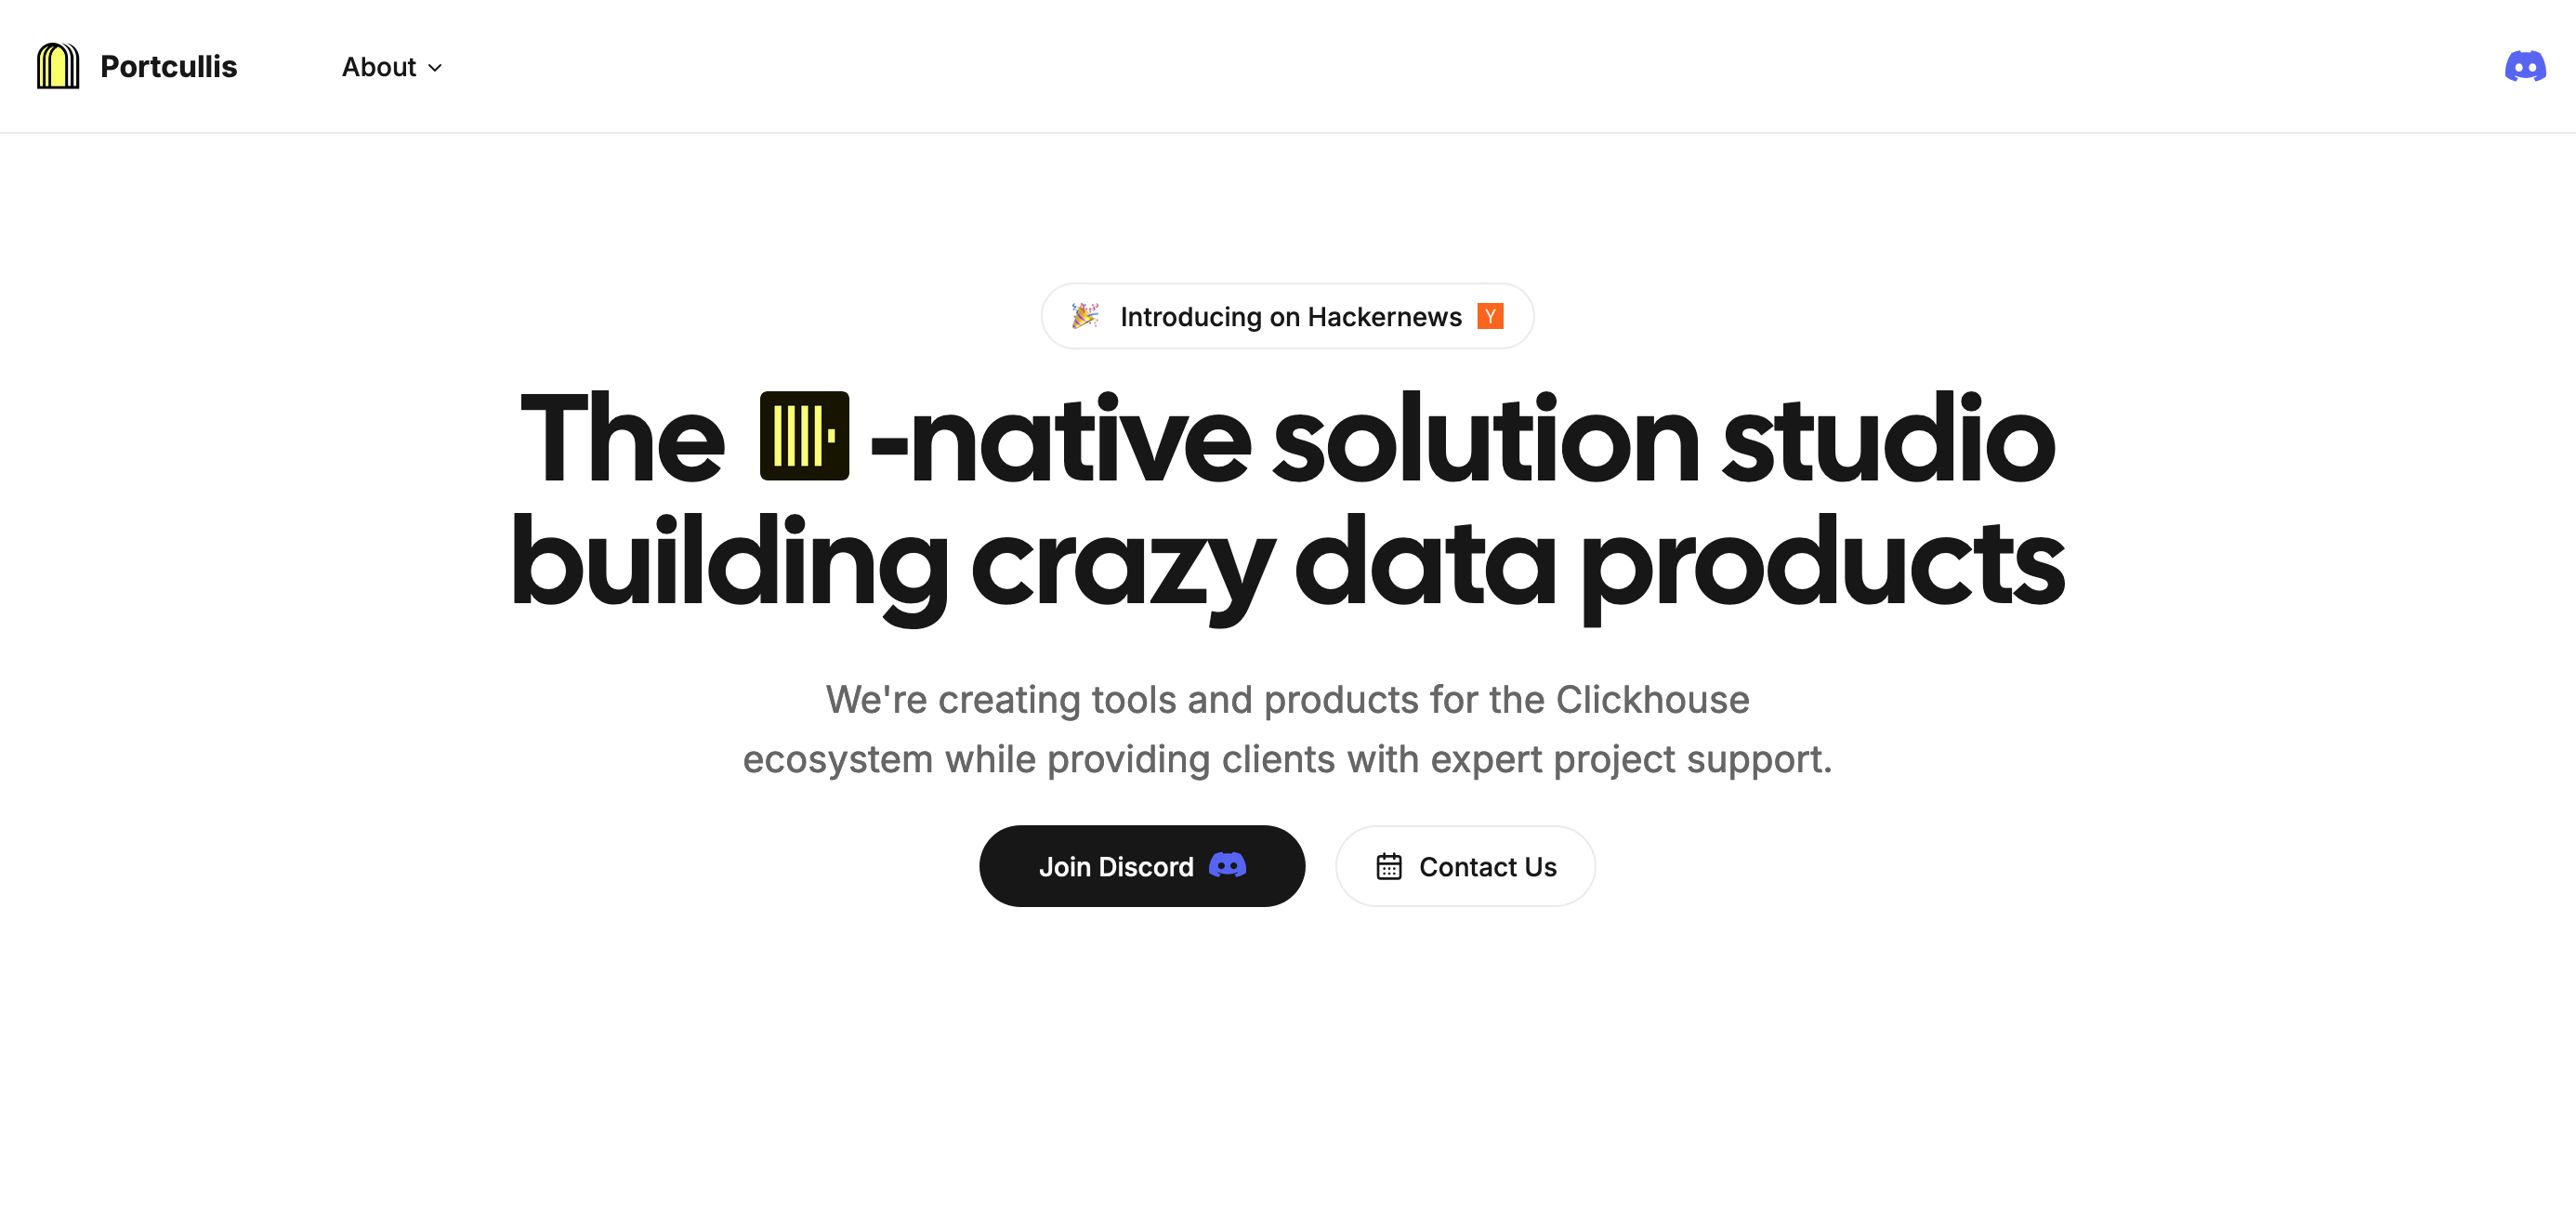 Portcullis
About
Introducing on Hackernews Y
The -native solution studio
building crazy data products
We're creating tools and products for the Clickhouse
ecosystem while providing clients with expert project support.
Join Discord
Contact Us